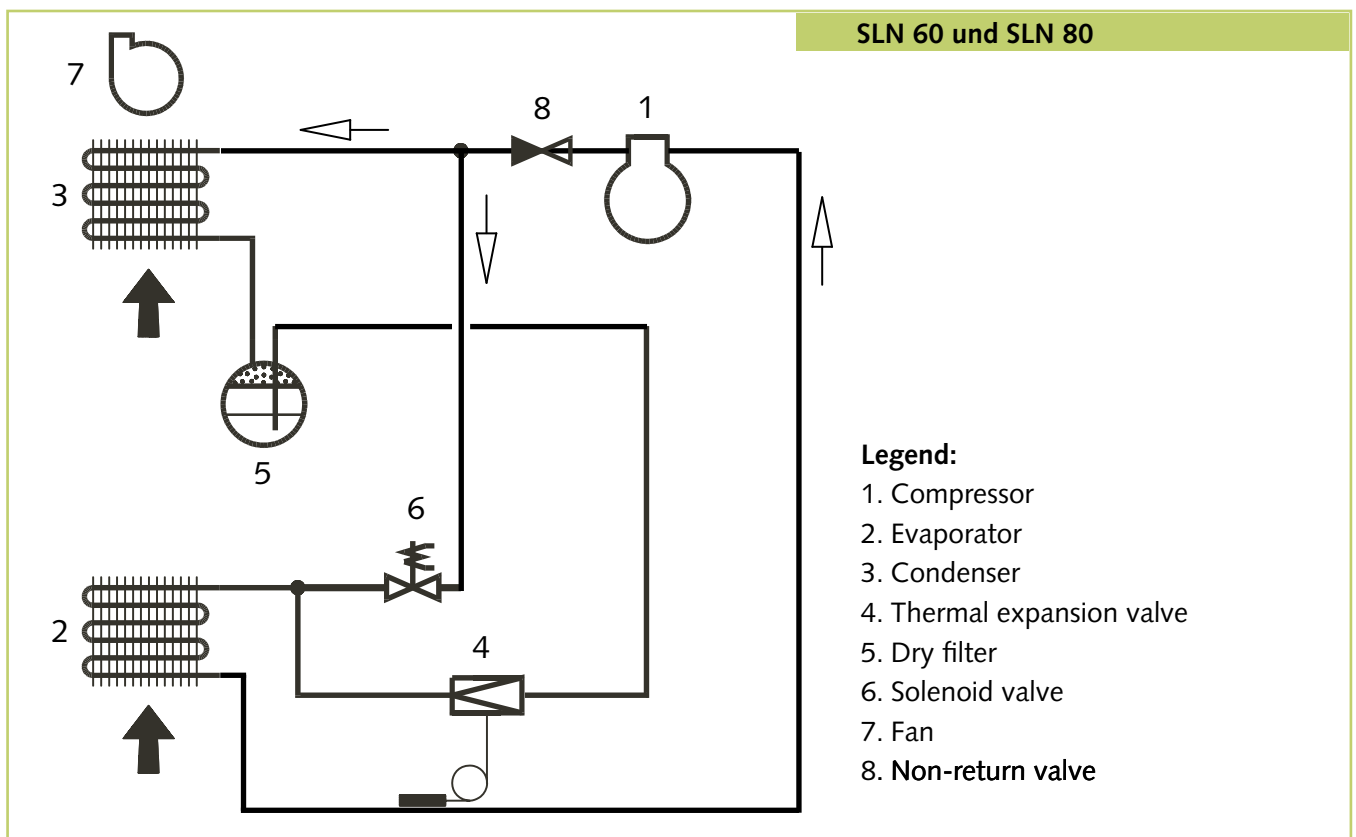 SLN 60 und SLN 80
7
8
1
3
5
6
2
4
Legend:
1. Compressor
2. Evaporator
3. Condenser
4. Thermal expansion valve
5. Dry filter
6. Solenoid valve
7. Fan
8. Non-return valve